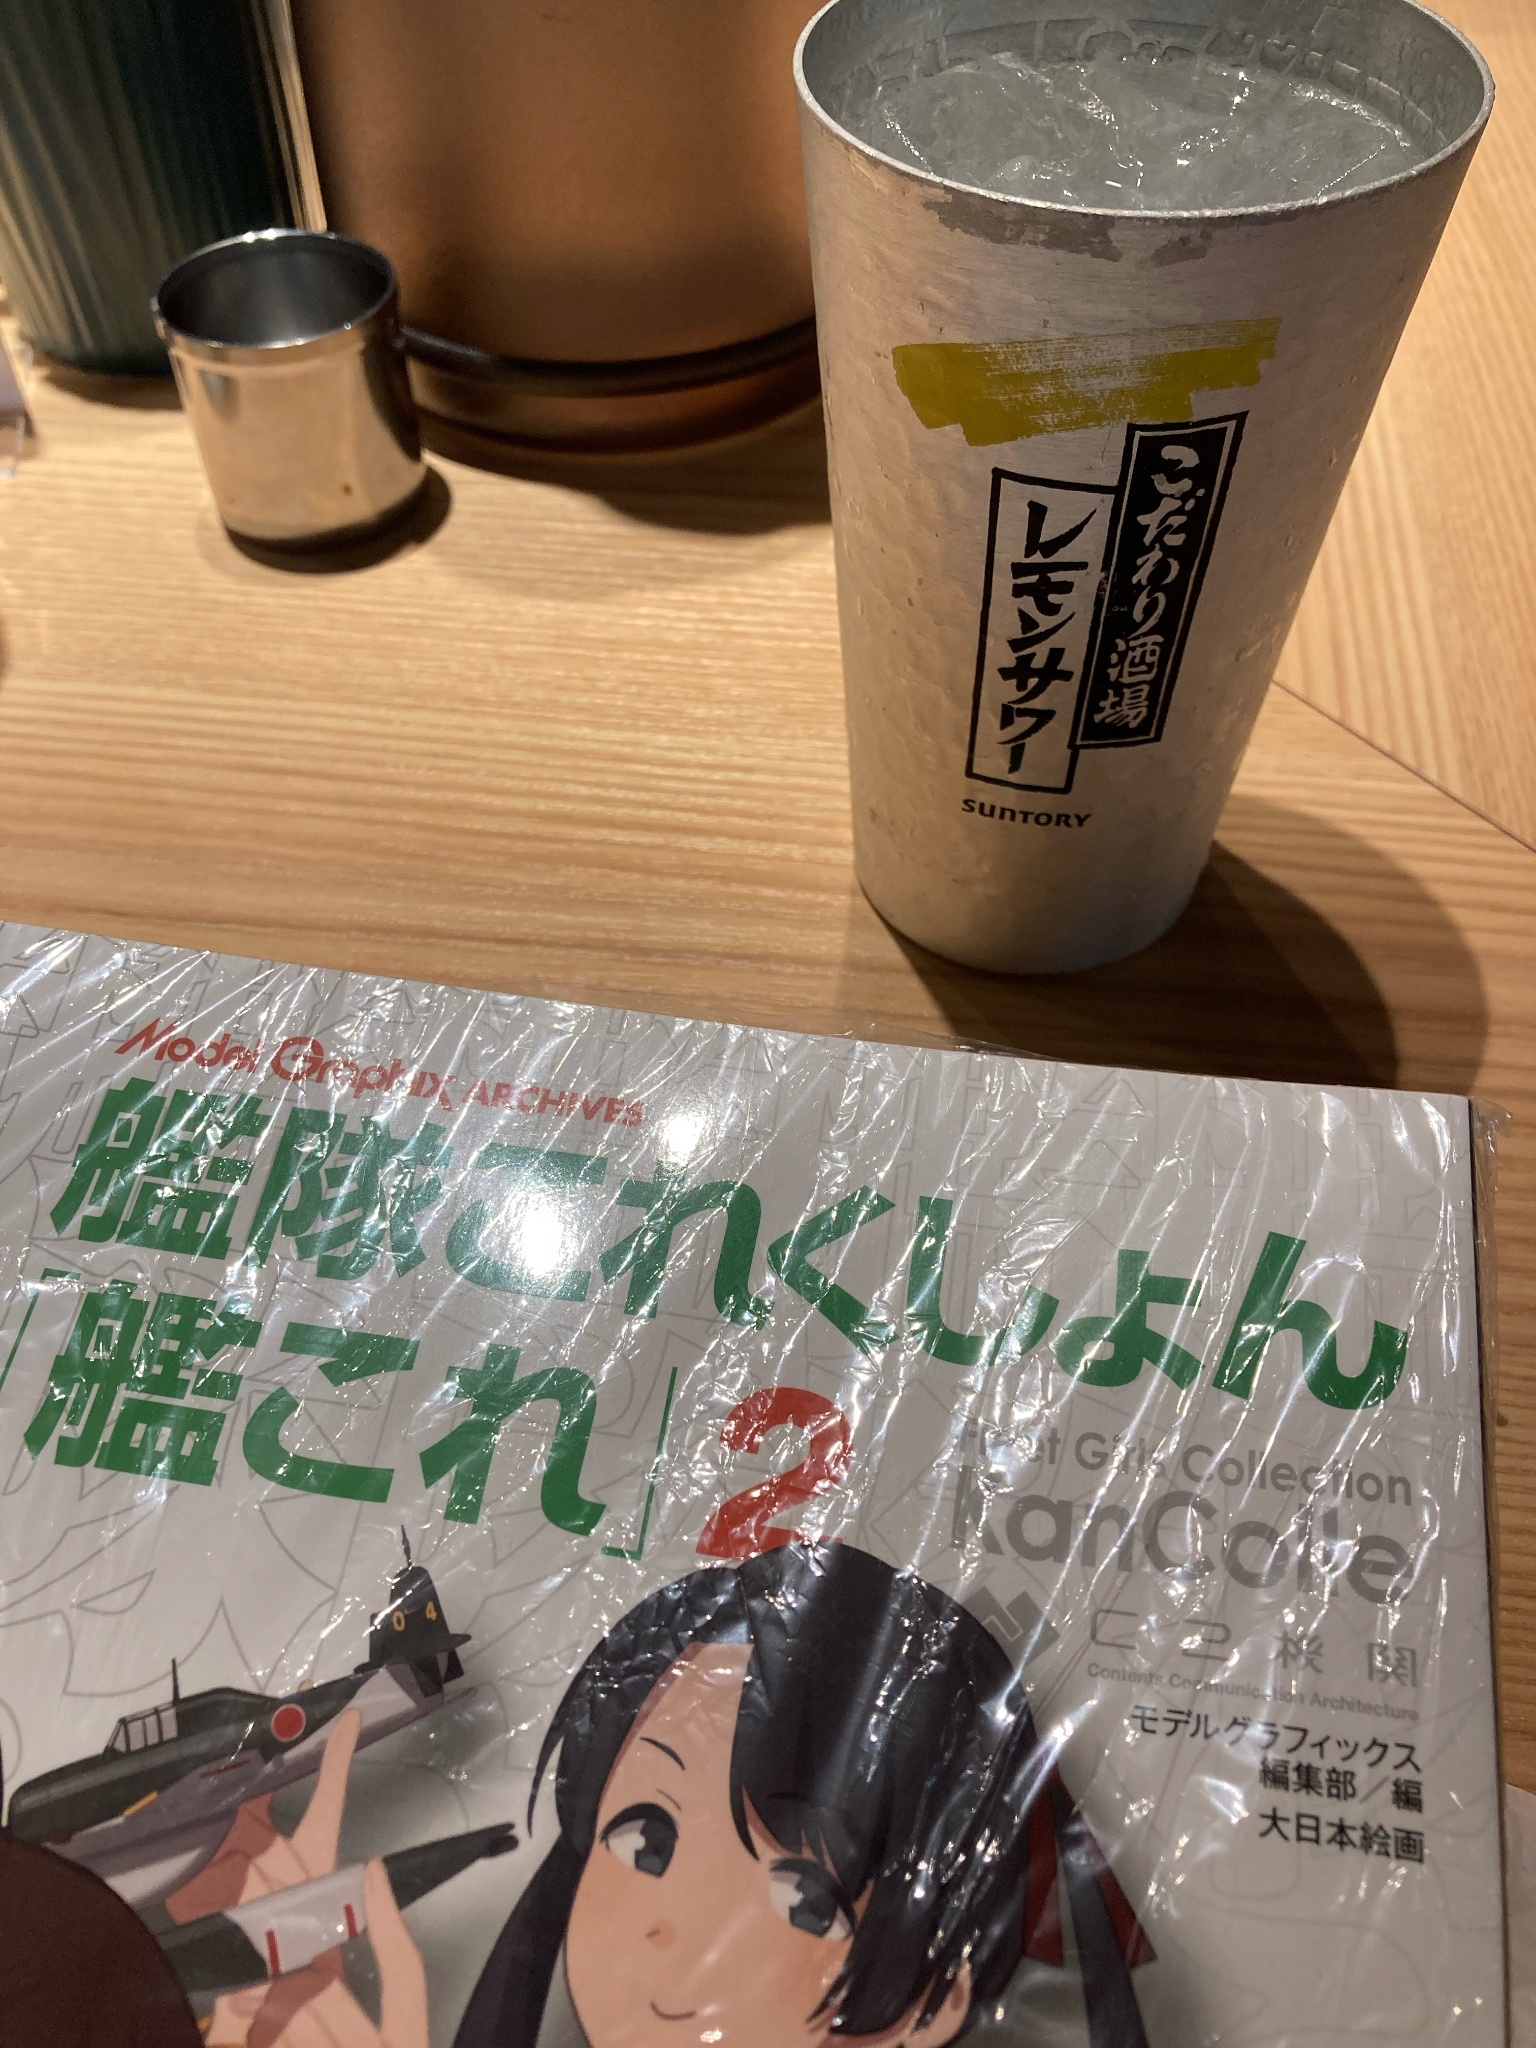 こだわり酒場
レモンサワー
SUNTORY
Model Graphix ARCHIVES
艦隊これくしょん
「艦これ」2
Fleet Girls Collection
KanColle
C2機関
Contents Communication Architecture
モデルグラフィックス
編集部／編
大日本絵画
04